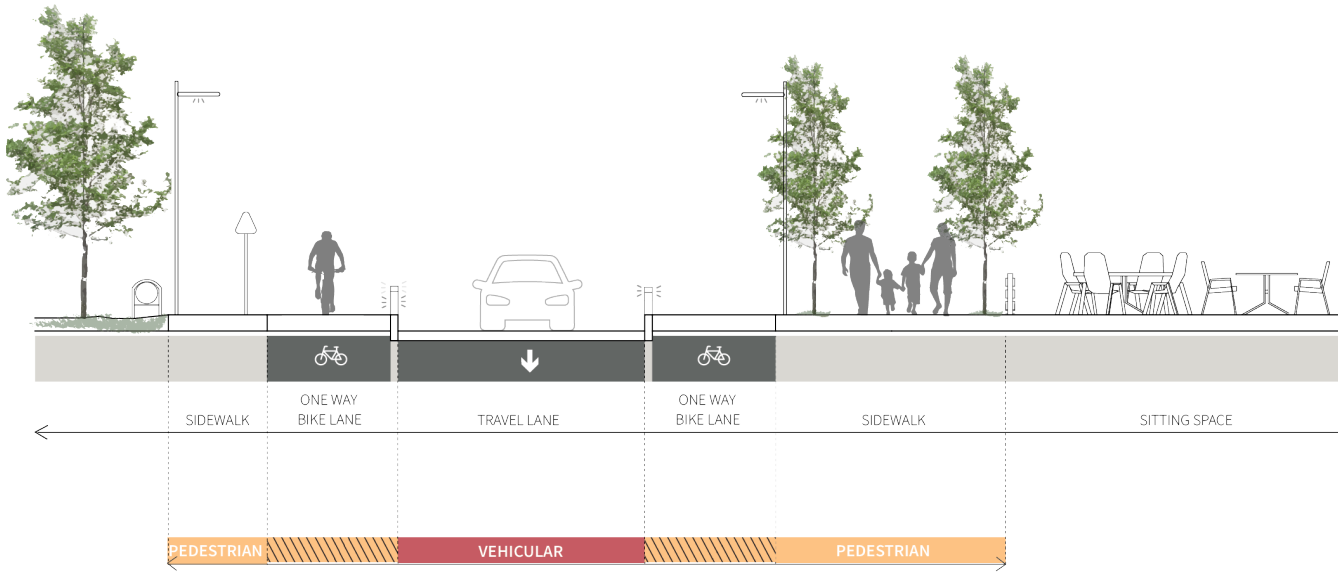 SIDEWALK
ONE WAY
BIKE LANE
TRAVEL LANE
ONE WAY
BIKE LANE
SIDEWALK
SITTING SPACE
PEDESTRIAN
VEHICULAR
PEDESTRIAN